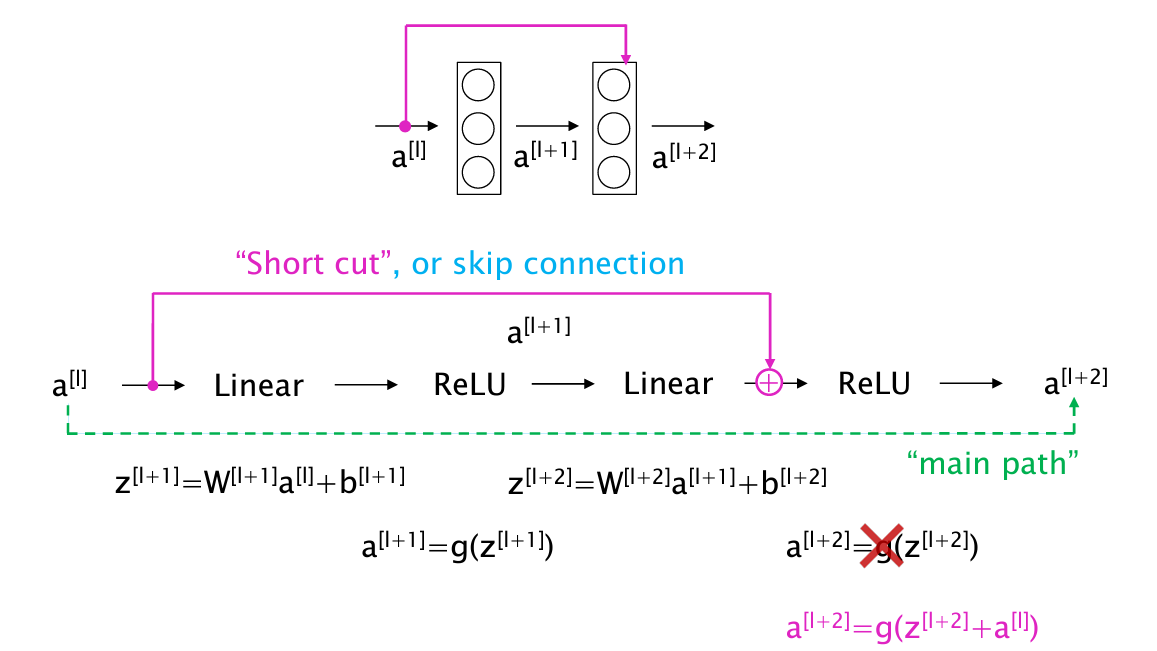 a[l] a[l+1] a[l+2]
“Short cut”, or skip connection
a[l+1]
a[l] Linear ReLU Linear ReLU a[l+2]
“main path”
z[l+1]=W[l+1]a[l]+b[l+1] z[l+2]=W[l+2]a[l+1]+b[l+2]
a[l+1]=g(z[l+1]) a[l+2]=g(z[l+2])
a[l+2]=g(z[l+2]+a[l])